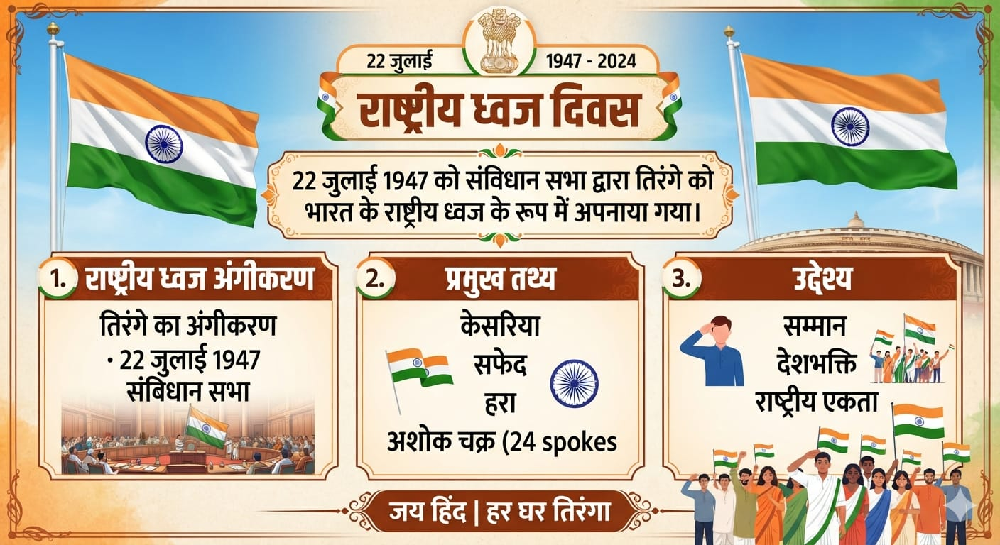 22 जुलाई
1947 - 2024
राष्ट्रीय ध्वज दिवस
22 जुलाई 1947 को संविधान सभा द्वारा तिरंगे को
भारत के राष्ट्रीय ध्वज के रूप में अपनाया गया।
1. राष्ट्रीय ध्वज अंगीकरण
तिरंगे का अंगीकरण
· 22 जुलाई 1947
संबिधान सभा
2. प्रमुख तथ्य
केसरिया
सफेद
हरा
अशोक चक्र (24 spokes
3. उद्देश्य
सम्मान
देशभक्ति
राष्ट्रीय एकता
जय हिंद | हर घर तिरंगा